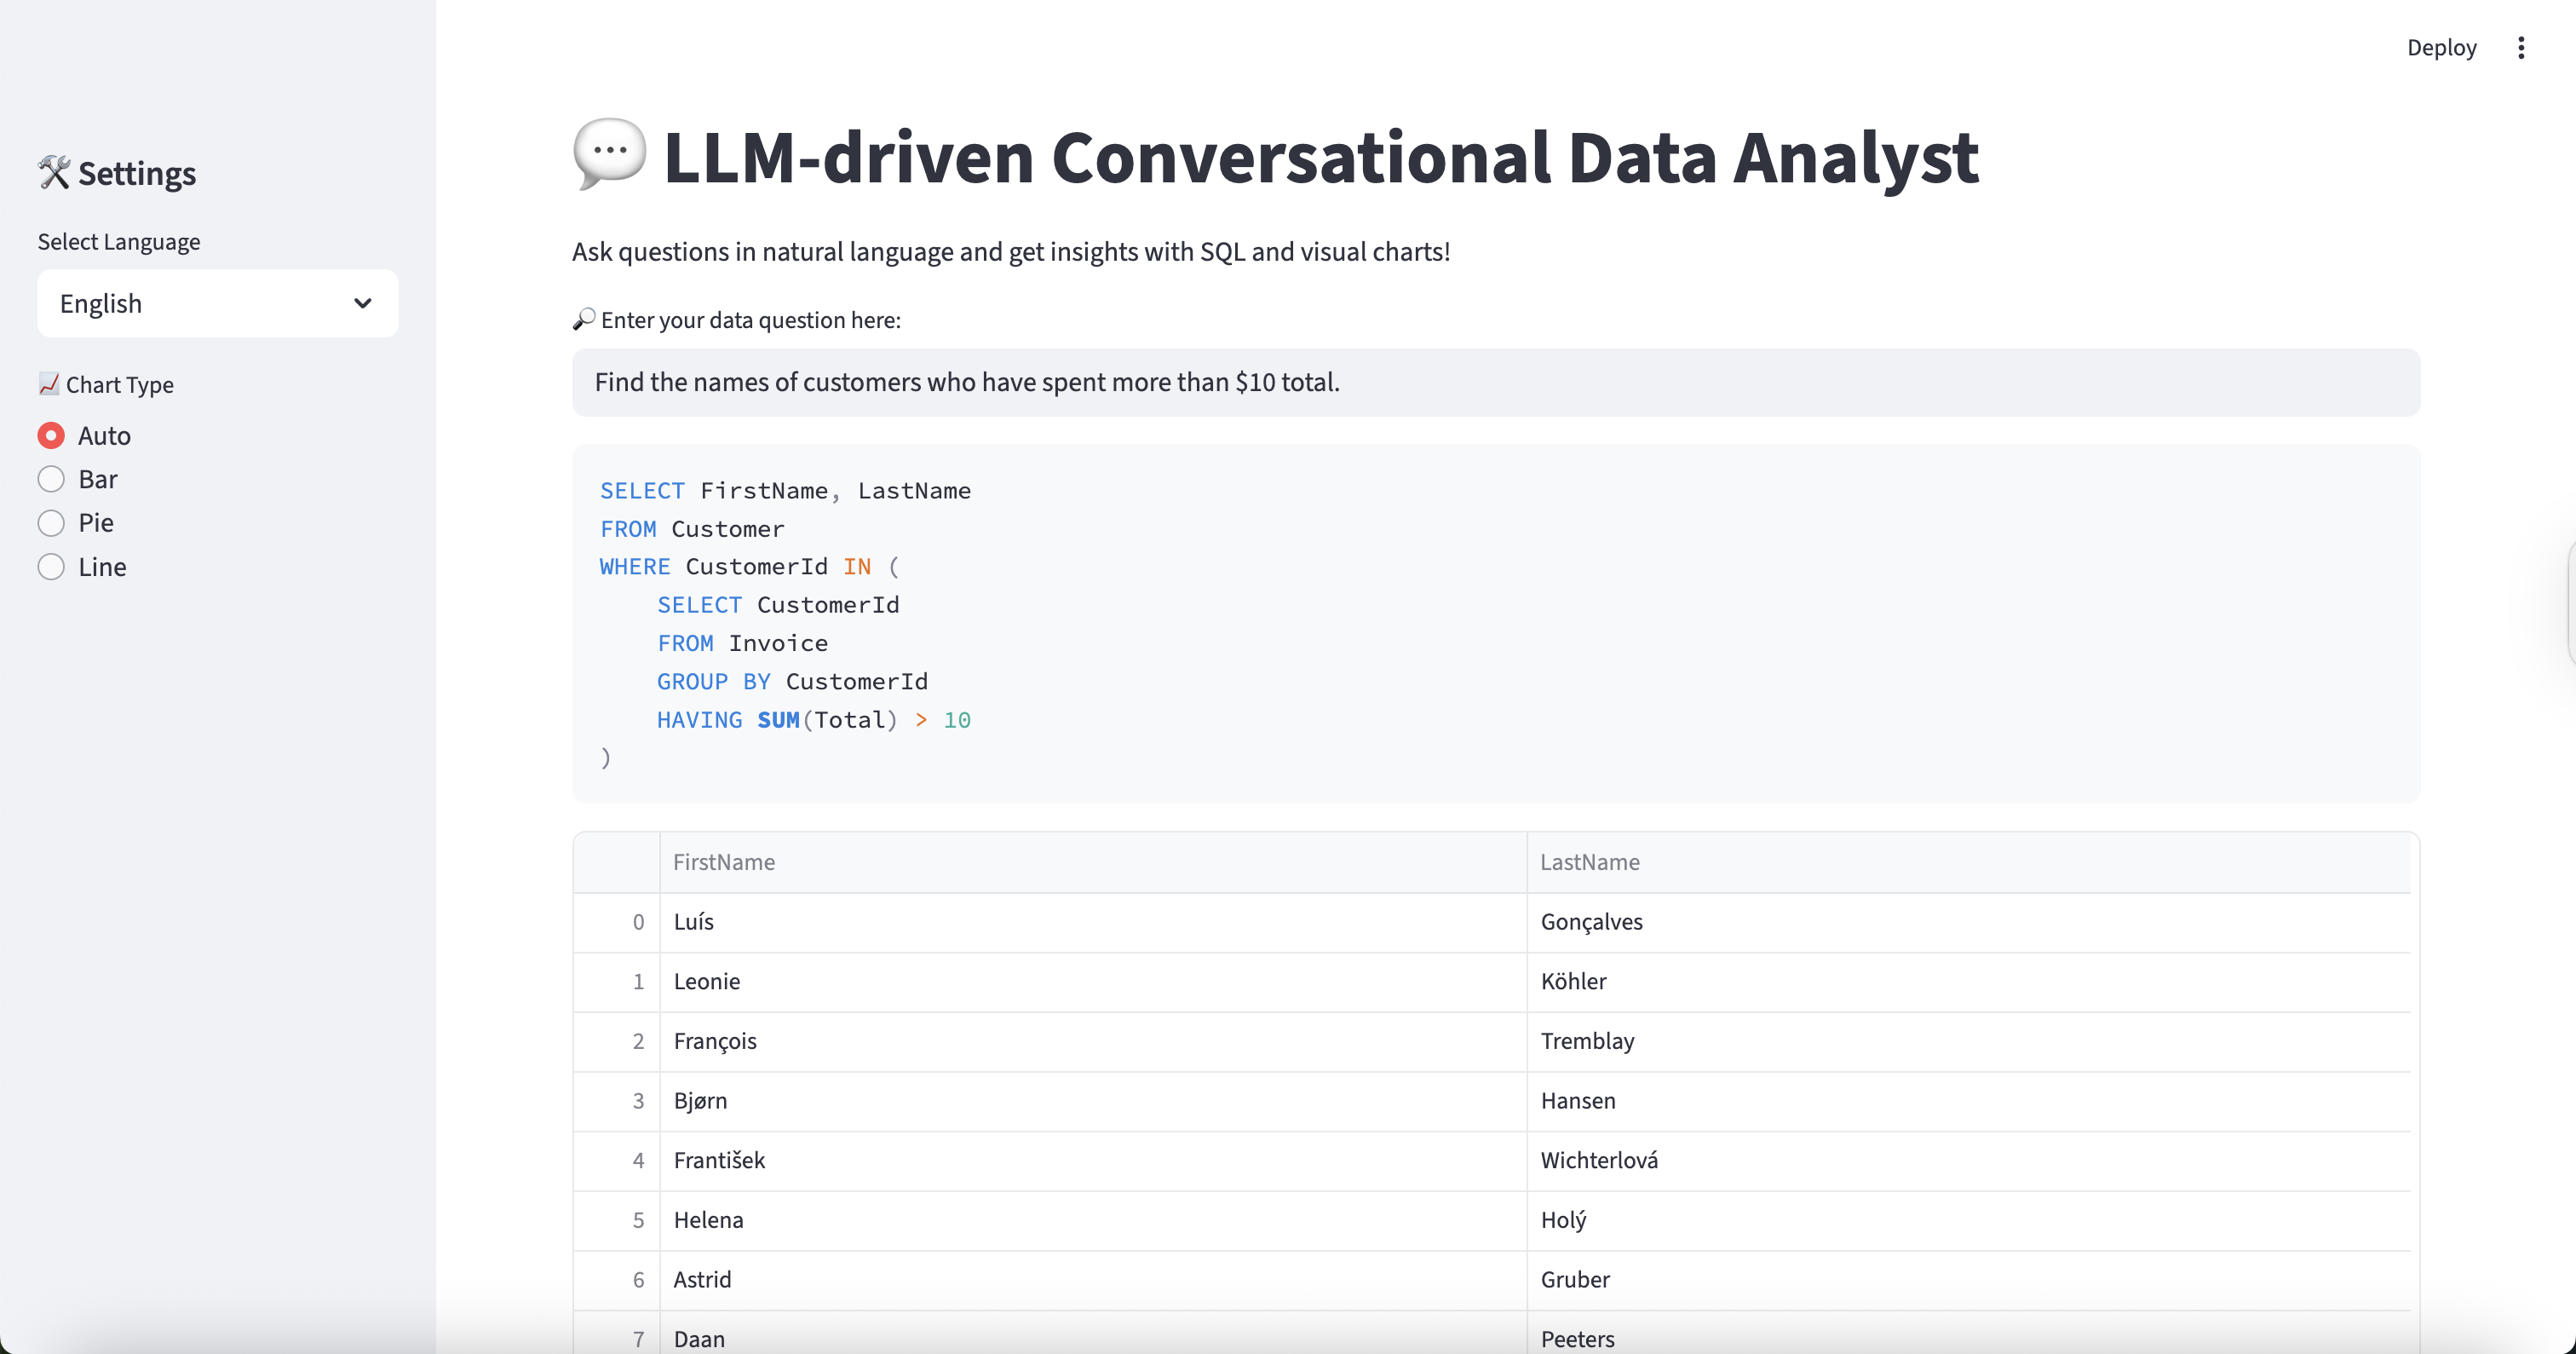 Deploy
🛠 Settings
Select Language
English
📈 Chart Type
Auto
Bar
Pie
Line
💬 LLM-driven Conversational Data Analyst
Ask questions in natural language and get insights with SQL and visual charts!
🔎 Enter your data question here:
Find the names of customers who have spent more than $10 total.
SELECT FirstName, LastName
FROM Customer
WHERE CustomerId IN (
    SELECT CustomerId
    FROM Invoice
    GROUP BY CustomerId
    HAVING SUM(Total) > 10
)
FirstName LastName
0 Luís Gonçalves
1 Leonie Köhler
2 François Tremblay
3 Bjørn Hansen
4 František Wichterlová
5 Helena Holý
6 Astrid Gruber
7 Daan Peeters